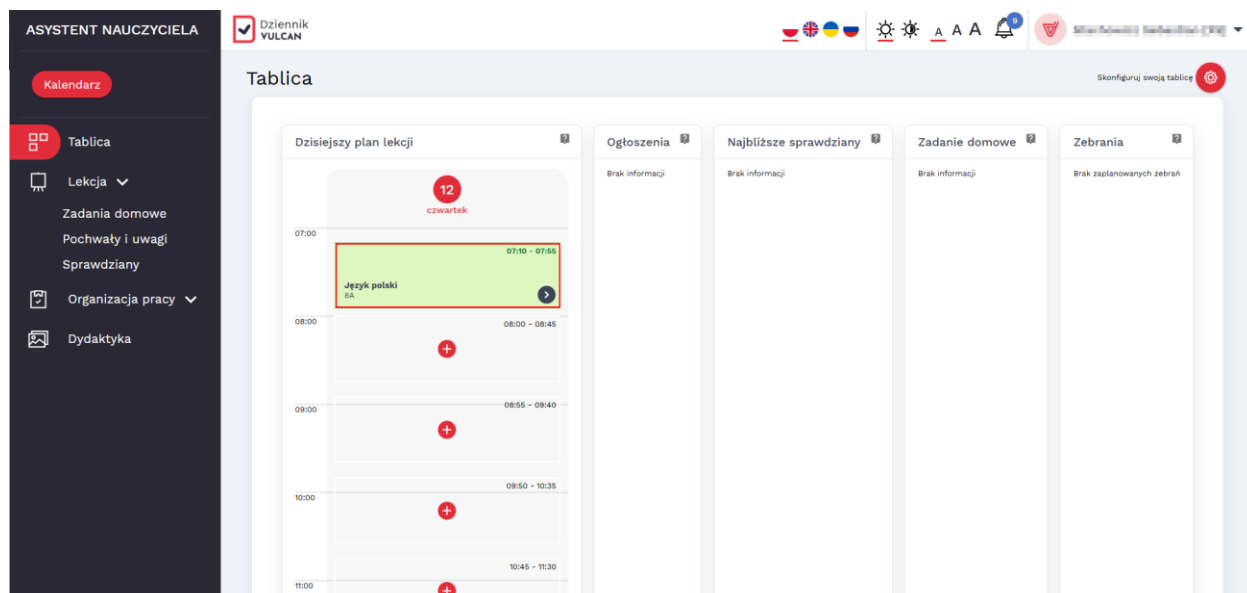 ASYSTENT NAUCZYCIELA
Dziennik
VULCAN
A A A
9
Kalendarz
Tablica
Skonfiguruj swoją tablicę
Tablica
Lekcja
Zadania domowe
Pochwały i uwagi
Sprawdziany
Organizacja pracy
Dydaktyka
Dzisiejszy plan lekcji
12
czwartek
07:00
07:10 - 07:55
Język polski
8A
08:00
08:00 - 08:45
09:00
08:55 - 09:40
09:50 - 10:35
10:00
10:45 - 11:30
11:00
Ogłoszenia
Brak informacji
Najbliższe sprawdziany
Brak informacji
Zadanie domowe
Brak informacji
Zebrania
Brak zaplanowanych zebrań